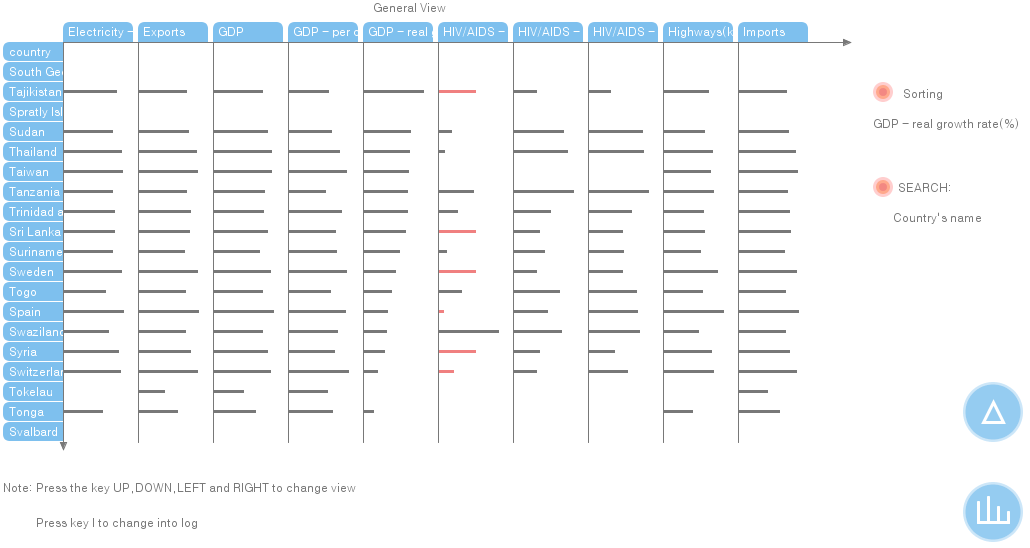 General View
Electricity -
Exports
GDP
GDP - per c
GDP - real
HIV/AIDS -
HIV/AIDS -
HIV/AIDS -
Highways(k
Imports
country
South Geo
Tajikistan
Spratly Isl
Sudan
Thailand
Taiwan
Tanzania
Trinidad a
Sri Lanka
Suriname
Sweden
Togo
Spain
Swaziland
Syria
Switzerlan
Tokelau
Tonga
Svalbard
Sorting
GDP - real growth rate(%)
SEARCH:
Country's name
Note: Press the key UP,DOWN,LEFT and RIGHT to change view
Press key l to change into log